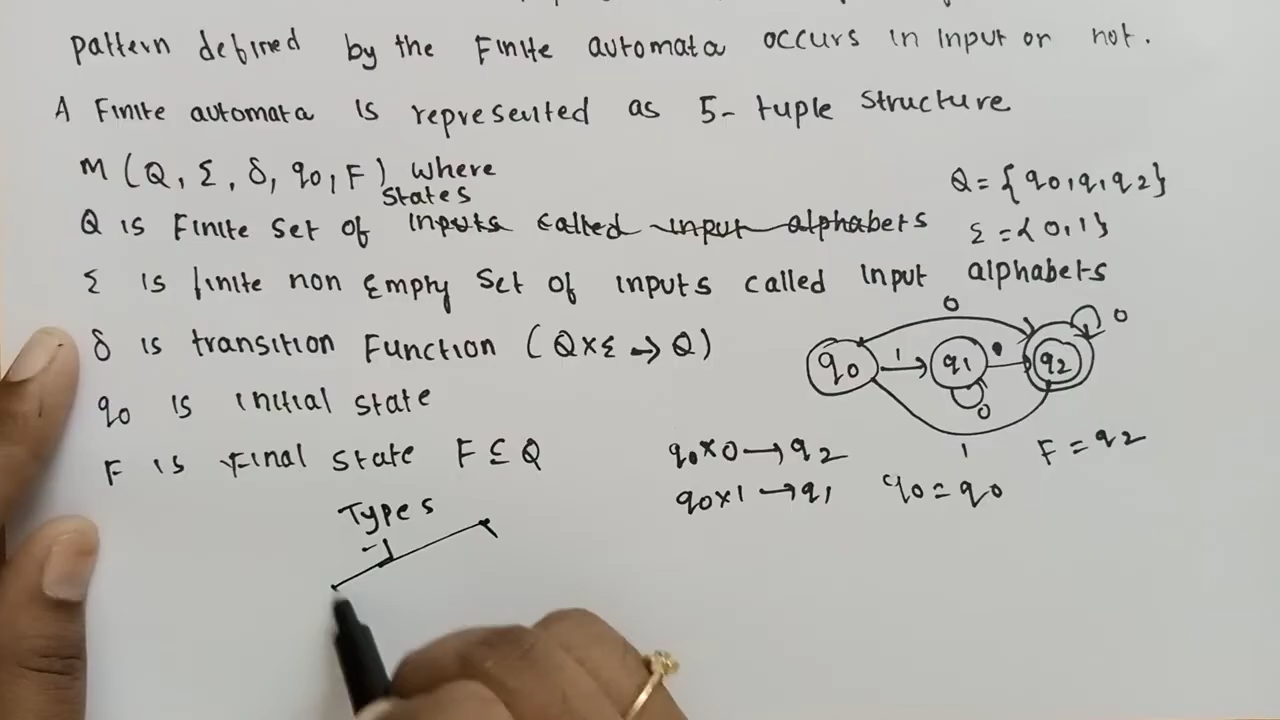 pattern defined by the Finite automata occurs in input or not.
A Finite automata is represented as 5-tuple structure
M (Q, Σ, δ, q0, F) where
Q = {q0, q1 q2}
States
Q is Finite set of inputs called input alphabets
Σ = {0,1}
Σ is finite non Empty set of inputs called input alphabets
δ is transition Function (Q×Σ → Q)
0
0
q0 1 q1 q2
0
1
q0 is initial state
F is Final state F ⊆ Q
q0×0 → q2
F = q2
q0×1 → q1
q0 = q0
Types